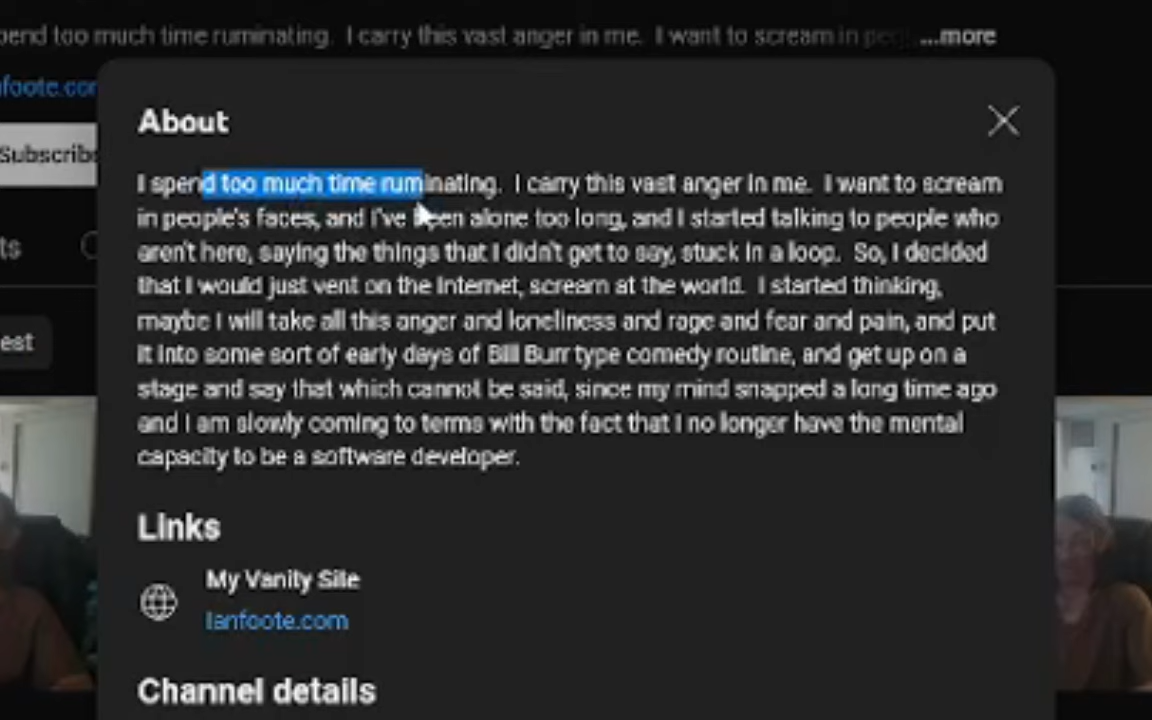 pend too much time ruminating.  I carry this vast anger in me.  I want to scream in ...more
nfoote.co
Subscrib
About
I spend too much time ruminating.  I carry this vast anger in me.  I want to scream
in people's faces, and I've been alone too long, and I started talking to people who
aren't here, saying the things that I didn't get to say, stuck in a loop.  So, I decided
that I would just vent on the Internet, scream at the world.  I started thinking,
maybe I will take all this anger and loneliness and rage and fear and pain, and put
it into some sort of early days of Bill Burr type comedy routine, and get up on a
stage and say that which cannot be said, since my mind snapped a long time ago
and I am slowly coming to terms with the fact that I no longer have the mental
capacity to be a software developer.
ts
est
Links
My Vanity Site
Ianfoote.com
Channel details